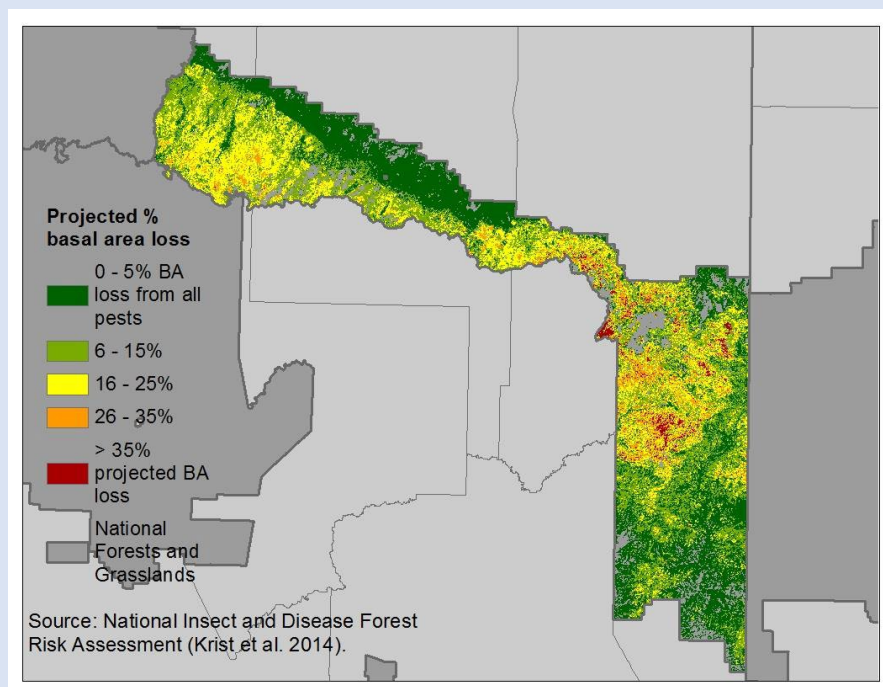 Projected %
basal area loss
0 - 5% BA
loss from all
pests
6 - 15%
16 - 25%
26 - 35%
> 35%
projected BA
loss
National
Forests and
Grasslands
Source: National Insect and Disease Forest
Risk Assessment (Krist et al. 2014).